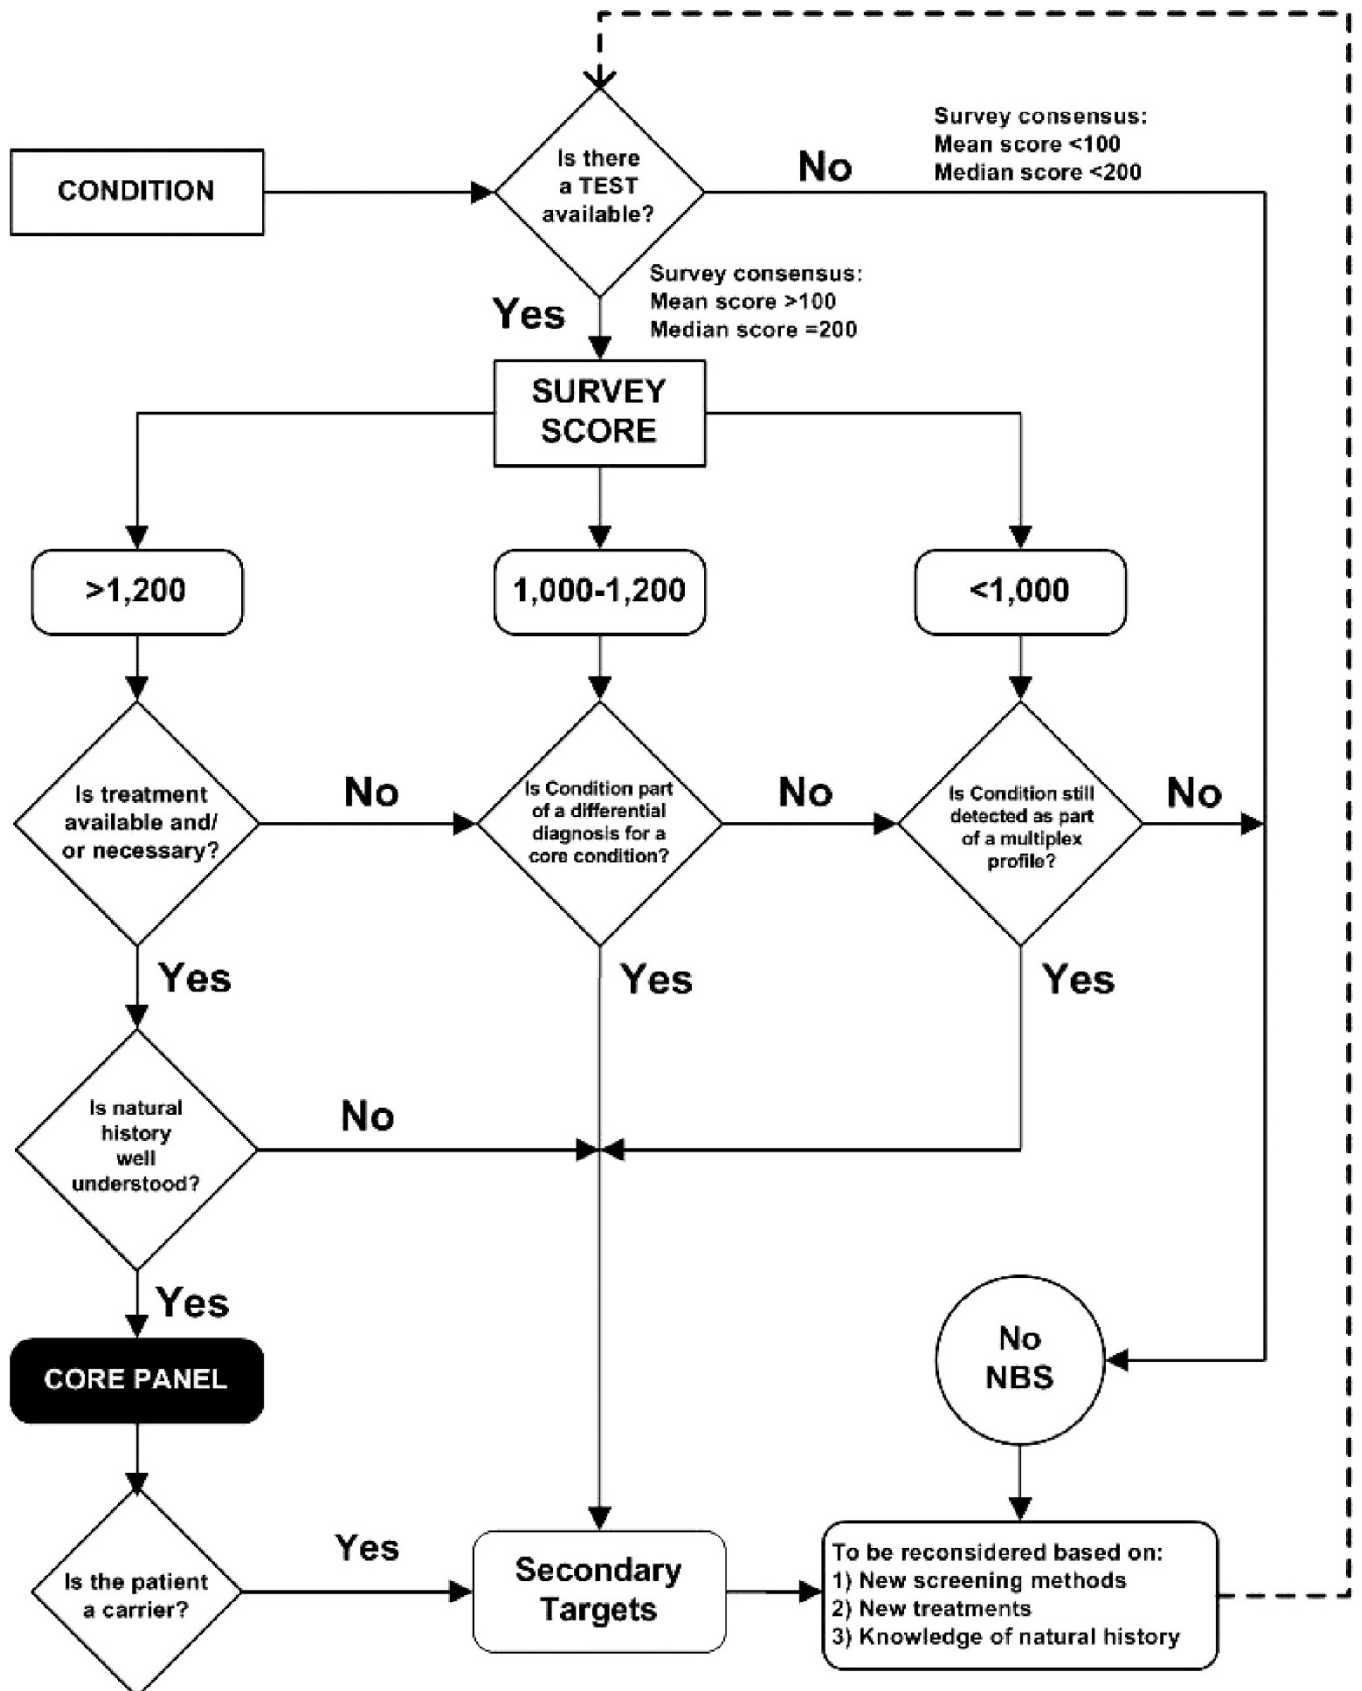 Survey consensus:
Mean score <100
Median score <200
Is there
a TEST
available?
No
CONDITION
Survey consensus:
Mean score >100
Median score =200
Yes
SURVEY
SCORE
>1,200
1,000-1,200
<1,000
Is treatment
available and/
or necessary?
No
Is Condition part
of a differential
diagnosis for a
core condition?
No
Is Condition still
detected as part
of a multiplex
profile?
No
Yes
Yes
Yes
Is natural
history
well
understood?
No
Yes
CORE PANEL
No
NBS
Is the patient
a carrier?
Yes
Secondary
Targets
To be reconsidered based on:
1) New screening methods
2) New treatments
3) Knowledge of natural history